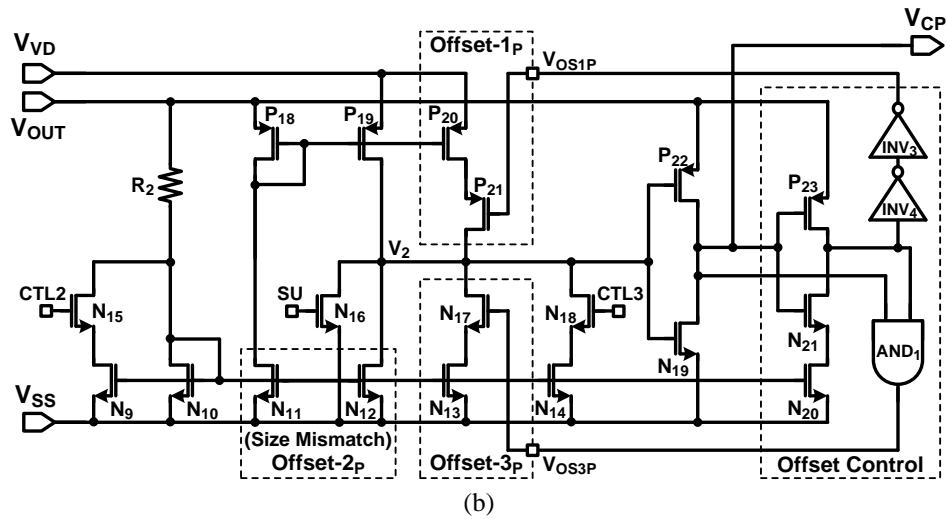 V_CP
V_VD
Offset-1_P
V_OS1P
V_OUT
P_18
P_19
P_20
INV_3
R_2
P_21
P_22
P_23
INV_4
V_2
CTL2
SU
CTL3
N_15
N_16
N_17
N_18
N_21
N_19
AND_1
V_SS
N_9
N_10
N_11
N_12
N_13
N_14
N_20
(Size Mismatch)
Offset-2_P
Offset-3_P
V_OS3P
Offset Control
(b)